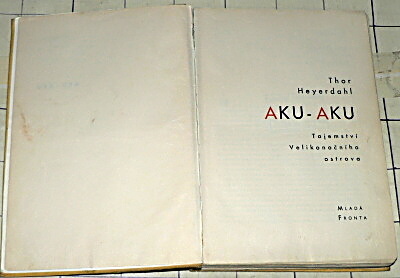 Thor
Heyerdahl
AKU-AKU
Tajemství
Velikonočního
ostrova
MLADÁ
FRONTA